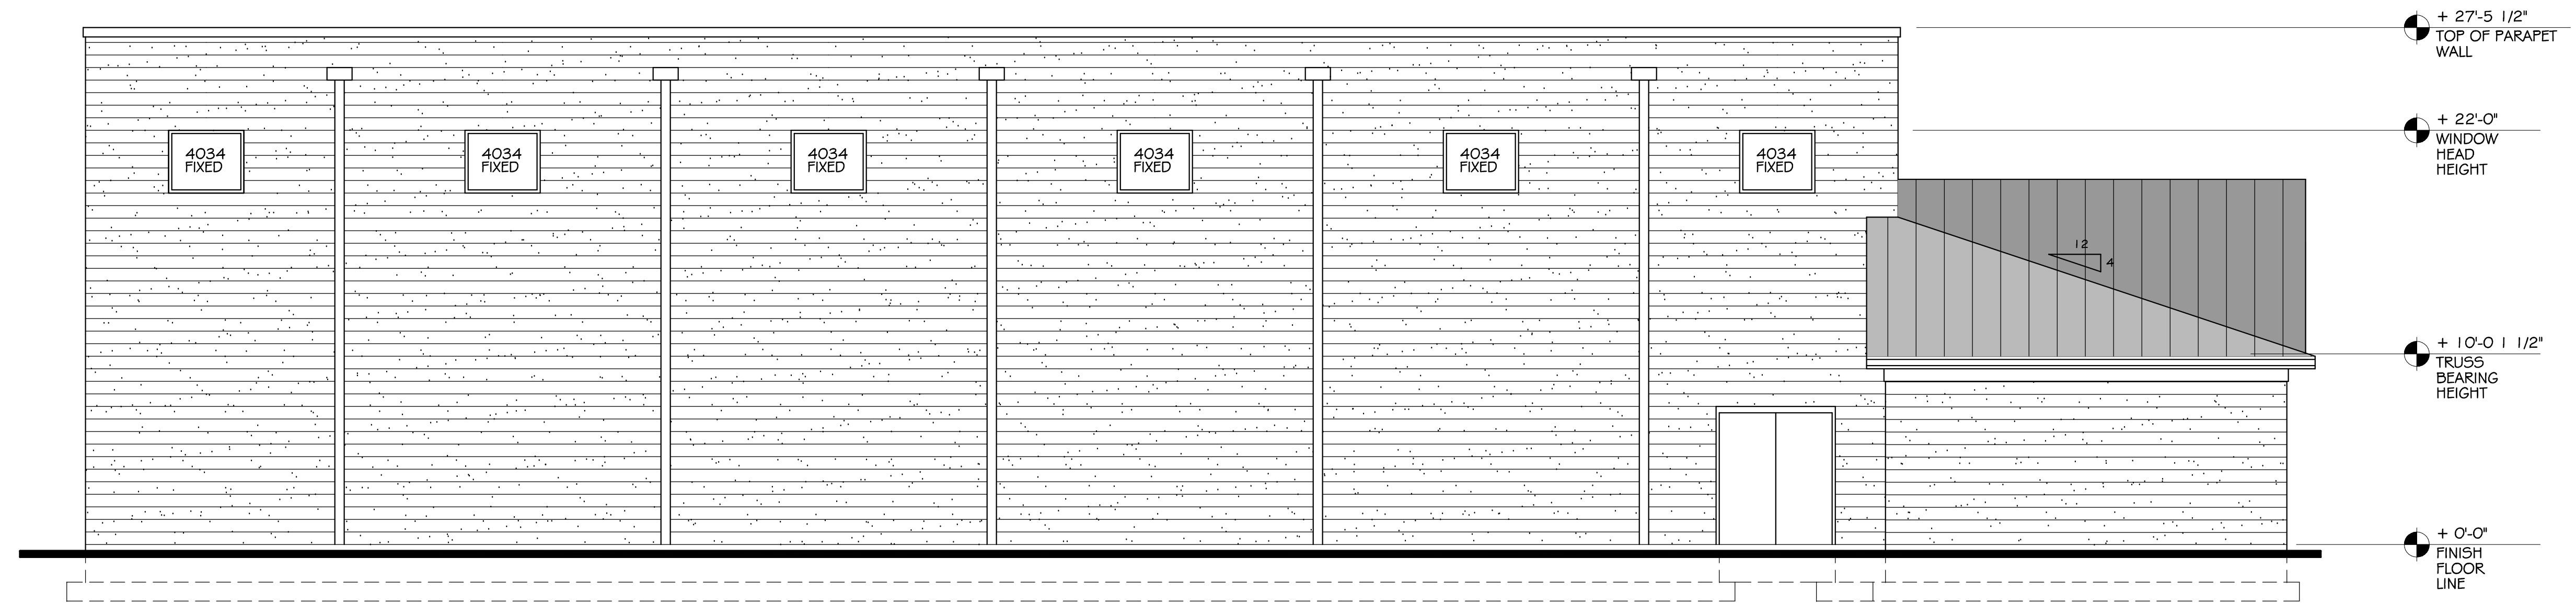 + 27'-5 1/2"
TOP OF PARAPET
WALL
+ 22'-0"
WINDOW
HEAD
HEIGHT
4034
FIXED
4034
FIXED
4034
FIXED
4034
FIXED
4034
FIXED
4034
FIXED
12
4
+ 10'-0 1 1/2"
TRUSS
BEARING
HEIGHT
+ 0'-0"
FINISH
FLOOR
LINE